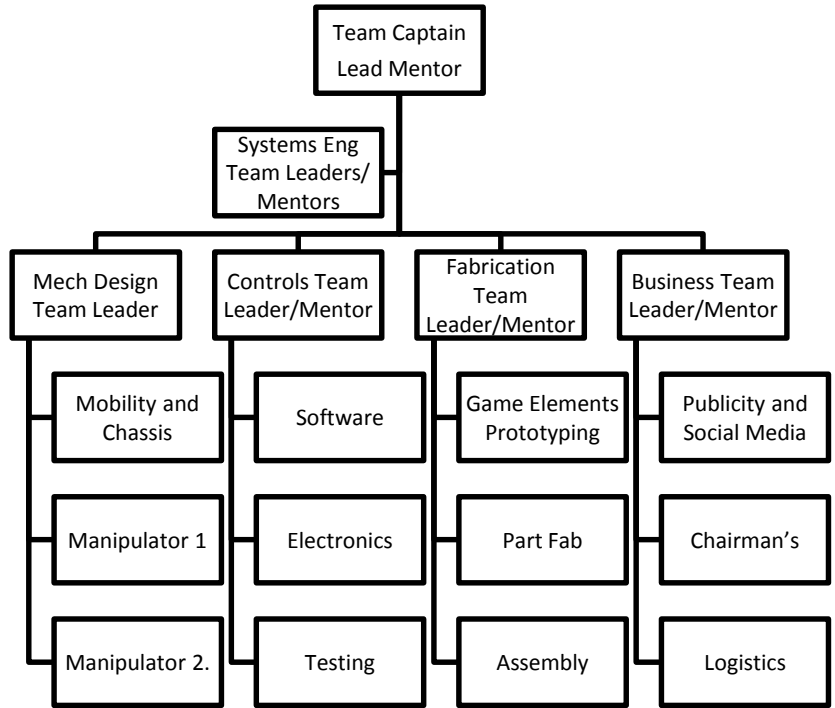 Team Captain
Lead Mentor
Systems Eng
Team Leaders/
Mentors
Mech Design
Team Leader
Controls Team
Leader/Mentor
Fabrication
Team
Leader/Mentor
Business Team
Leader/Mentor
Mobility and
Chassis
Software
Game Elements
Prototyping
Publicity and
Social Media
Manipulator 1
Electronics
Part Fab
Chairman’s
Manipulator 2.
Testing
Assembly
Logistics